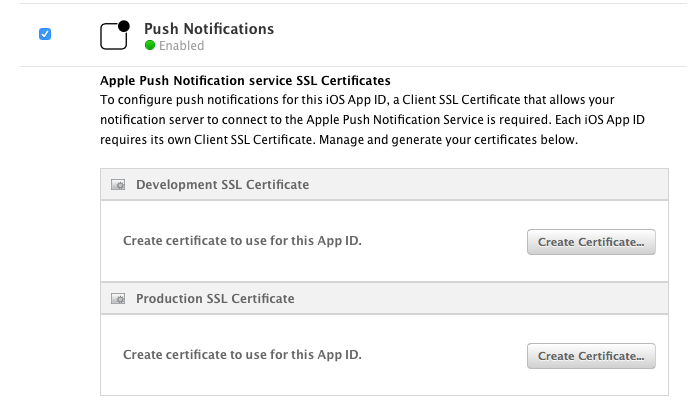 Push Notifications
Enabled
Apple Push Notification service SSL Certificates
To configure push notifications for this iOS App ID, a Client SSL Certificate that allows your
notification server to connect to the Apple Push Notification Service is required. Each iOS App ID
requires its own Client SSL Certificate. Manage and generate your certificates below.
Development SSL Certificate
Create certificate to use for this App ID.
Create Certificate...
Production SSL Certificate
Create certificate to use for this App ID.
Create Certificate...